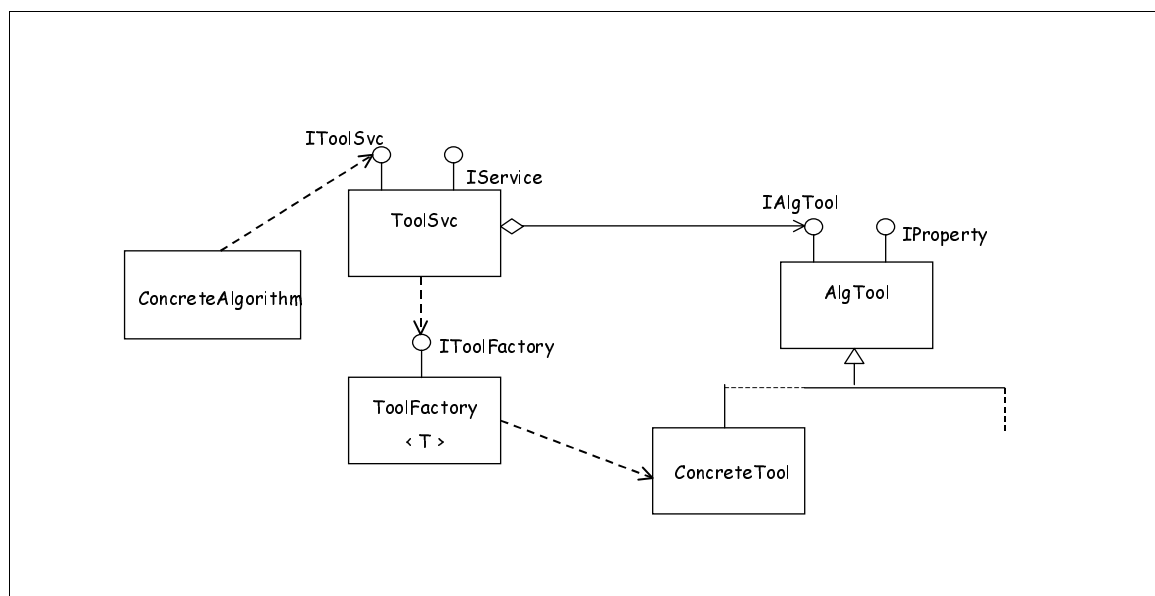 IToolSvc
IService
ToolSvc
IAlgTool
IProperty
ConcreteAlgorithm
AlgTool
IToolFactory
ToolFactory
< T >
ConcreteTool